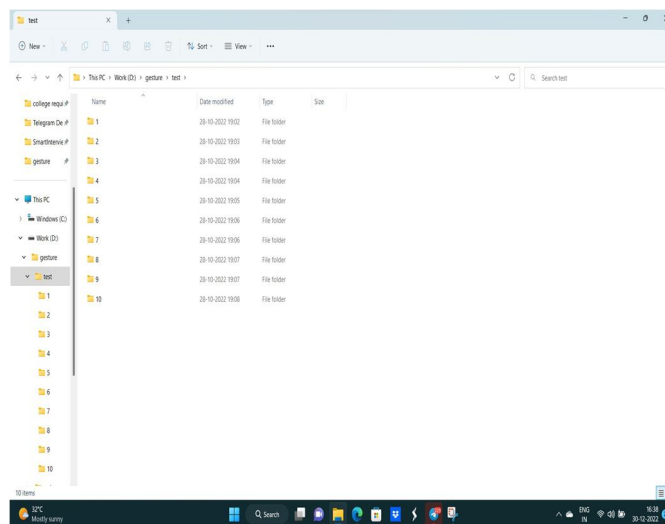 test
New
Sort
View
This PC > Work (D:) > gesture > test >
Search test
college requi
Telegram De
SmartIntervie
gesture
This PC
Windows (C:)
Work (D:)
gesture
test
1
2
3
4
5
6
7
8
9
10
Name Date modified Type Size
1 28-10-2022 19:02 File folder
2 28-10-2022 19:03 File folder
3 28-10-2022 19:04 File folder
4 28-10-2022 19:04 File folder
5 28-10-2022 19:05 File folder
6 28-10-2022 19:06 File folder
7 28-10-2022 19:06 File folder
8 28-10-2022 19:07 File folder
9 28-10-2022 19:07 File folder
10 28-10-2022 19:08 File folder
10 items
32°C
Mostly sunny
Search
ENG
IN
16:38
30-12-2022